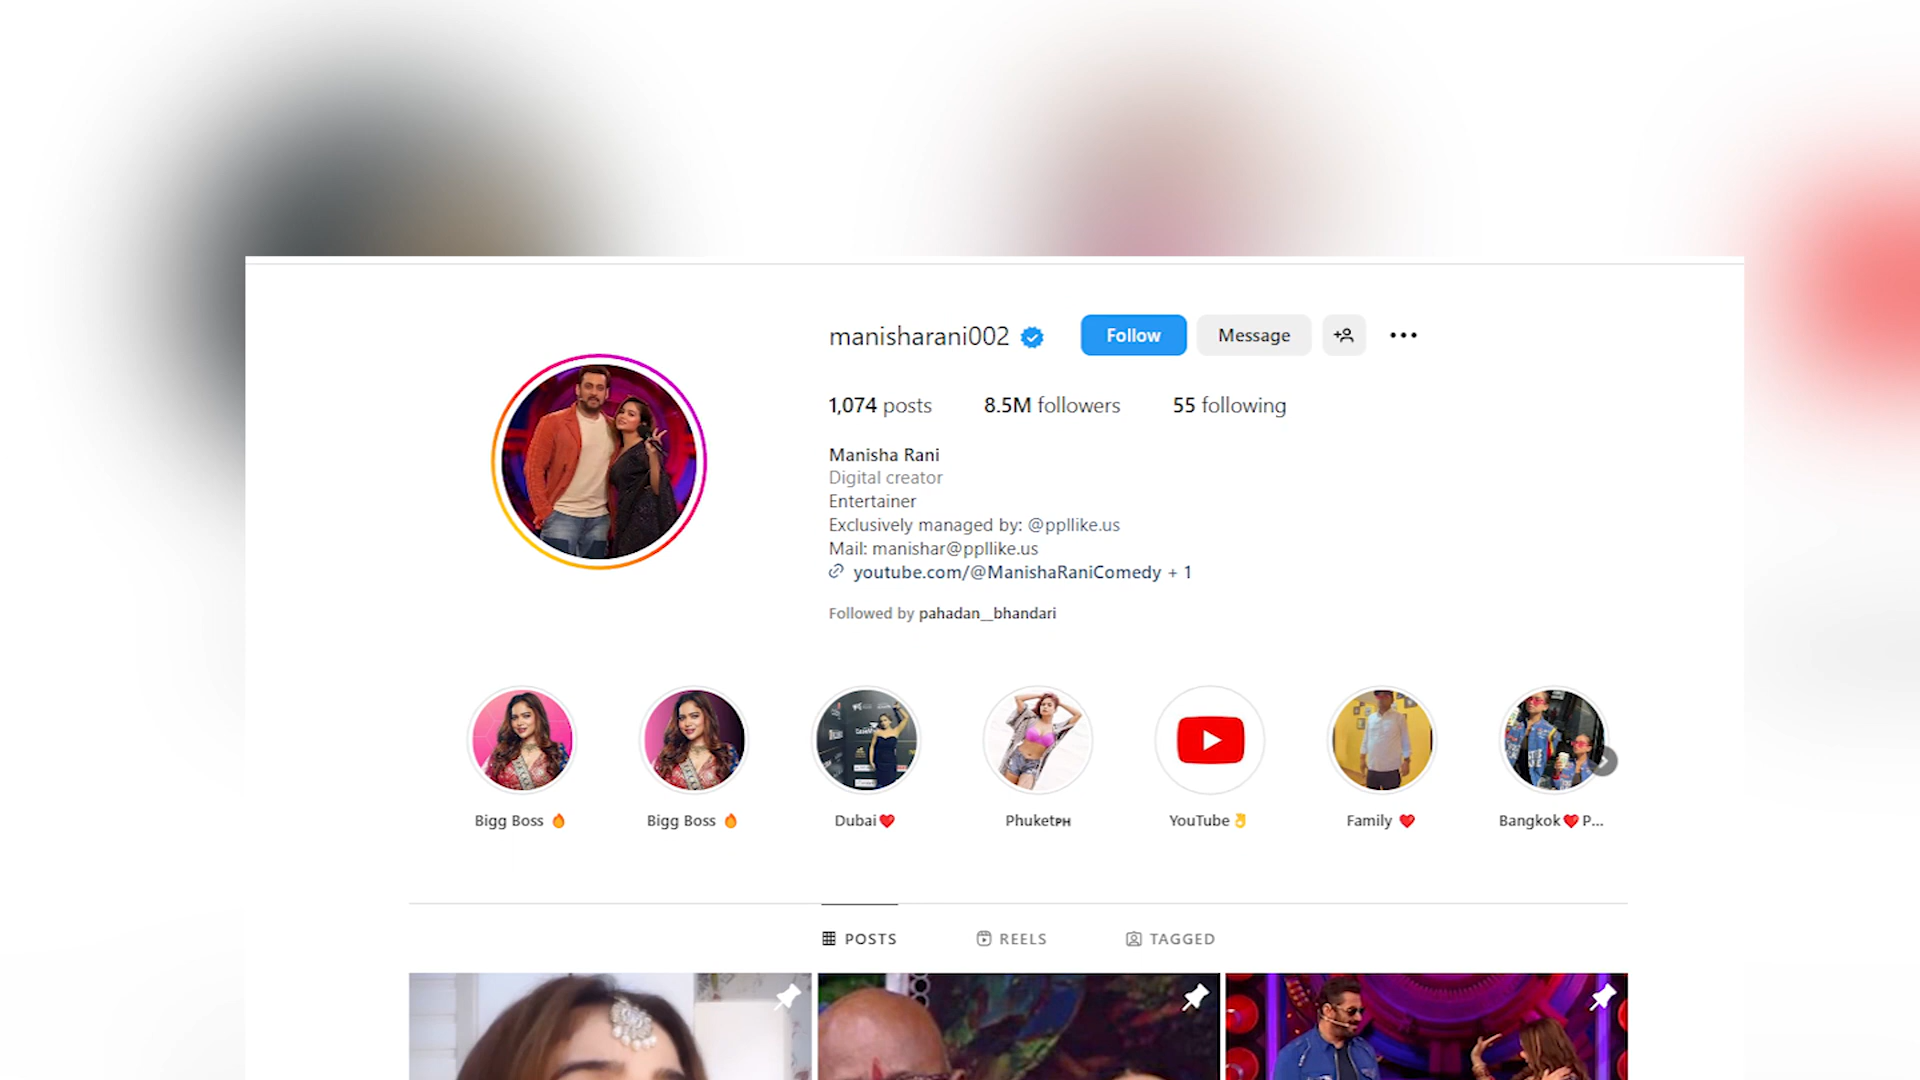 manisharani002
Follow
Message
1,074 posts
8.5M followers
55 following
Manisha Rani
Digital creator
Entertainer
Exclusively managed by: @ppllike.us
Mail: manishar@ppllike.us
youtube.com/@ManishaRaniComedy + 1
Followed by pahadan__bhandari
Bigg Boss 🔥
Bigg Boss 🔥
Dubai❤️
Phuketᴘʜ
YouTube👌
Family ❤️
Bangkok❤️P...
POSTS
REELS
TAGGED